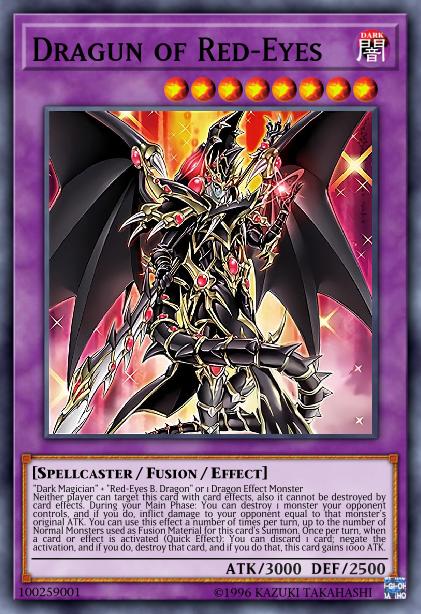 Dragun of Red-Eyes
DARK
闇
[Spellcaster / Fusion / Effect]
"Dark Magician" + "Red-Eyes B. Dragon" or 1 Dragon Effect Monster
Neither player can target this card with card effects, also it cannot be destroyed by
card effects. During your Main Phase: You can destroy 1 monster your opponent
controls, and if you do, inflict damage to your opponent equal to that monster's
original ATK. You can use this effect a number of times per turn, up to the number of
Normal Monsters used as Fusion Material for this card's Summon. Once per turn, when
a card or effect is activated (Quick Effect): You can discard 1 card; negate the
activation, and if you do, destroy that card, and if you do that, this card gains 1000 ATK.
ATK/3000 DEF/2500
100259001
©1996 KAZUKI TAKAHASHI